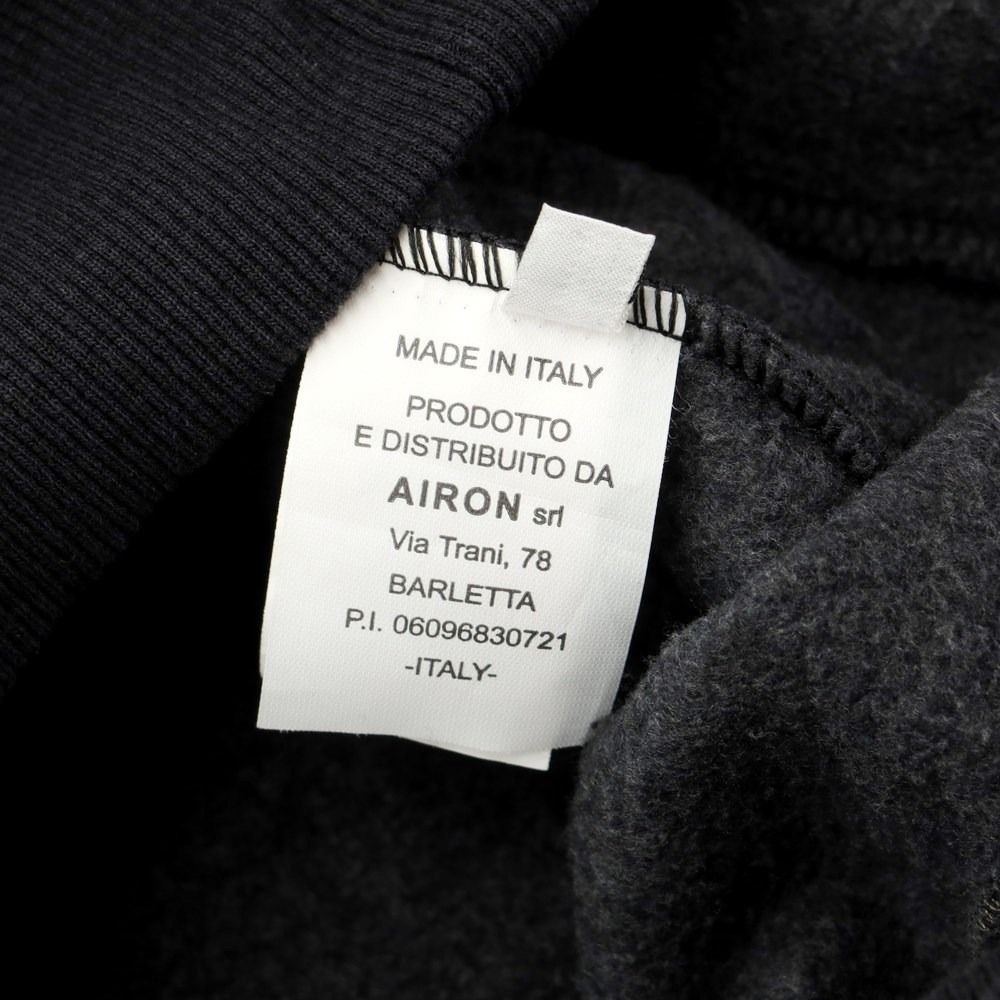 MADE IN ITALY
PRODOTTO
E DISTRIBUITO DA
AIRON srl
Via Trani, 78
BARLETTA
P.I. 06096830721
-ITALY-